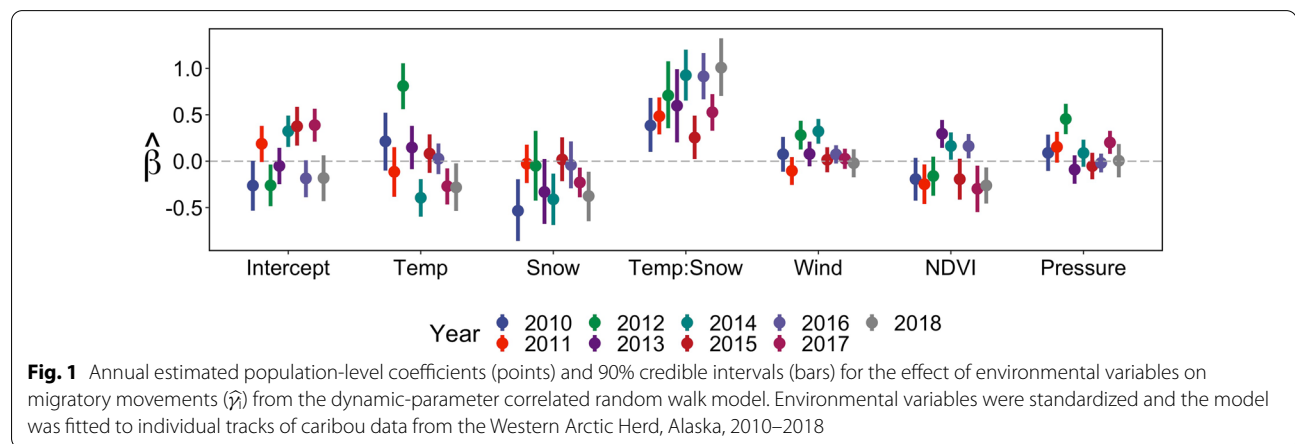 1.0
0.5
0.0
-0.5
β̂
Intercept Temp Snow Temp:Snow Wind NDVI Pressure
Year 2010 2012 2014 2016 2018
2011 2013 2015 2017
Fig. 1 Annual estimated population-level coefficients (points) and 90% credible intervals (bars) for the effect of environmental variables on
migratory movements (γ̂ᵢ) from the dynamic-parameter correlated random walk model. Environmental variables were standardized and the model
was fitted to individual tracks of caribou data from the Western Arctic Herd, Alaska, 2010–2018